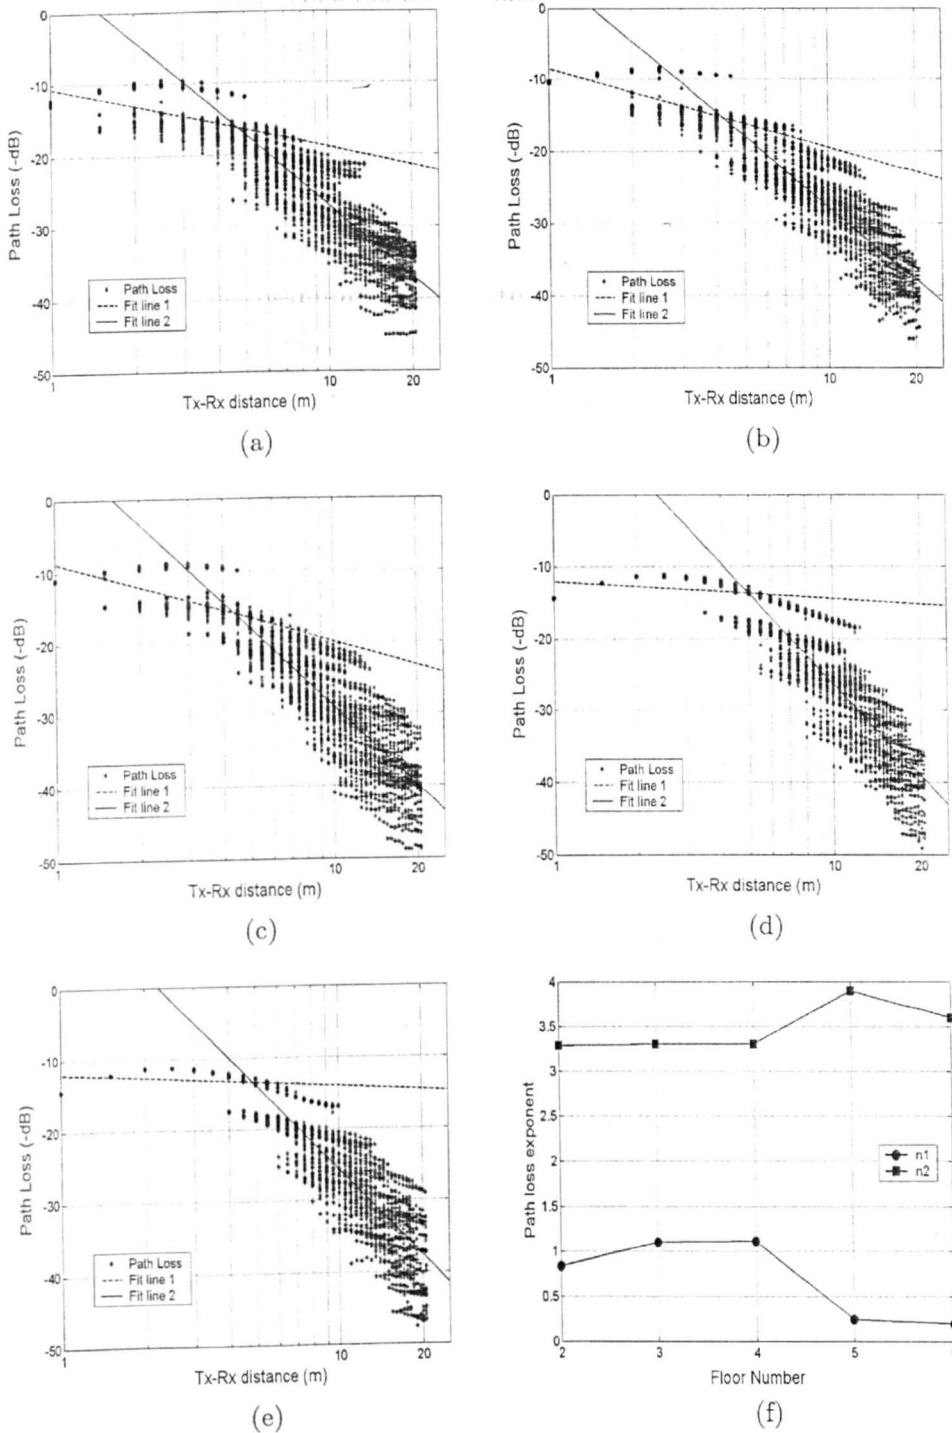 0
-10
-20
-30
-40
-50
Path Loss (-dB)
Path Loss
Fit line 1
Fit line 2
1 10 20
Tx-Rx distance (m)
(a)
0
-10
-20
-30
-40
-50
Path Loss (-dB)
Path Loss
Fit line 1
Fit line 2
1 10 20
Tx-Rx distance (m)
(b)
0
-10
-20
-30
-40
-50
Path Loss (-dB)
Path Loss
Fit line 1
Fit line 2
1 10 20
Tx-Rx distance (m)
(c)
0
-10
-20
-30
-40
-50
Path Loss (-dB)
Path Loss
Fit line 1
Fit line 2
1 10 20
Tx-Rx distance (m)
(d)
0
-10
-20
-30
-40
-50
Path Loss (-dB)
Path Loss
Fit line 1
Fit line 2
1 10 20
Tx-Rx distance (m)
(e)
4
3.5
3
2.5
2
1.5
1
0.5
0
Path loss exponent
n1
n2
2 3 4 5
Floor Number
(f)